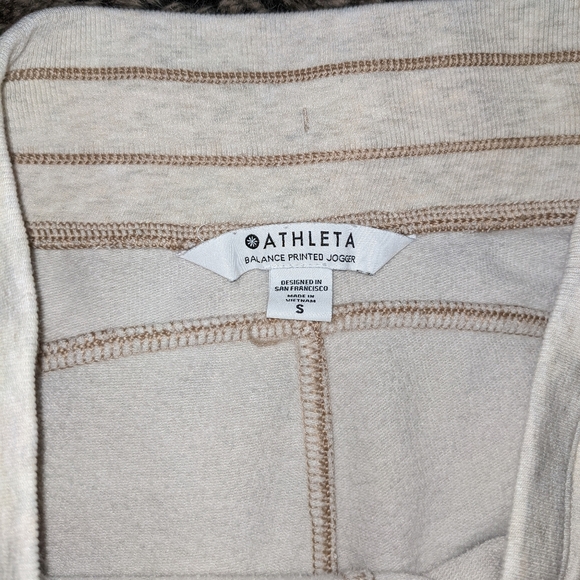 ATHLETA
BALANCE PRINTED JOGGER
DESIGNED IN
SAN FRANCISCO
MADE IN
VIETNAM
S